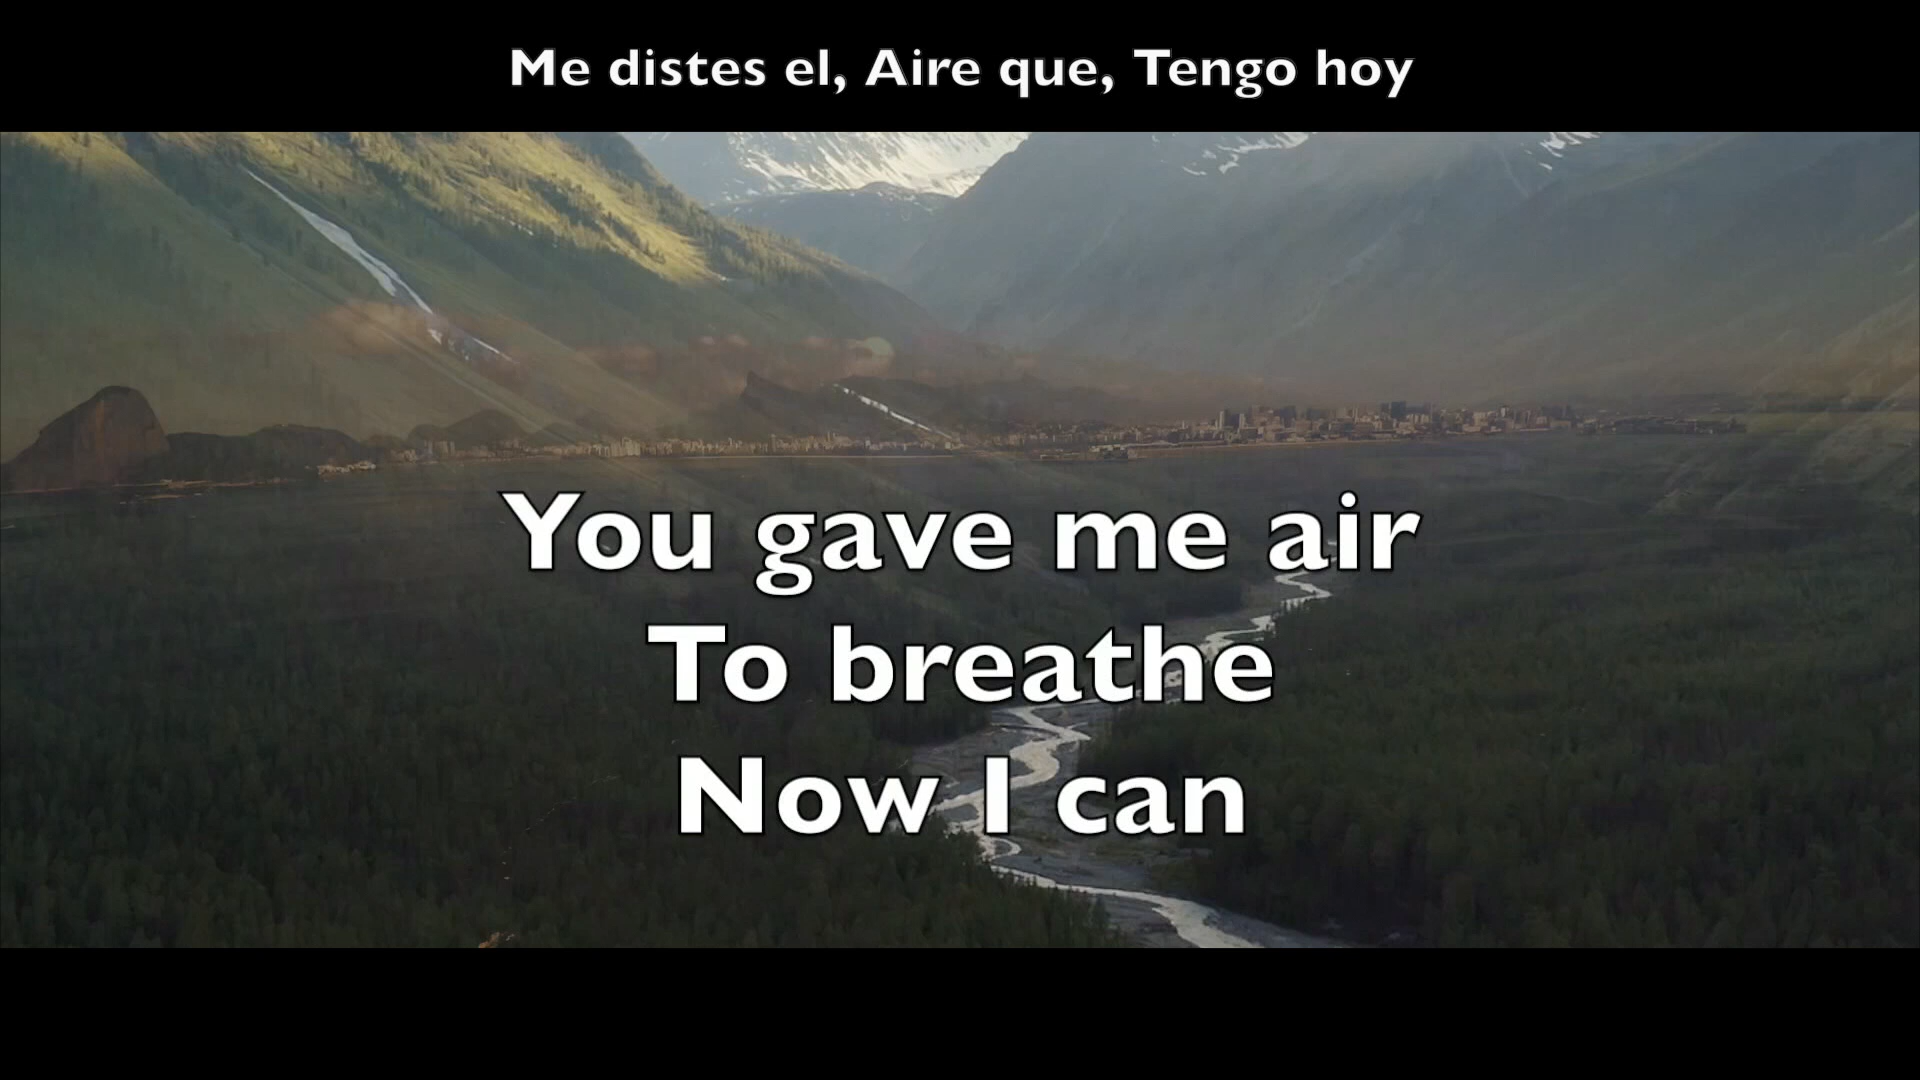 Me distes el, Aire que, Tengo hoy
You gave me air
To breathe
Now I can